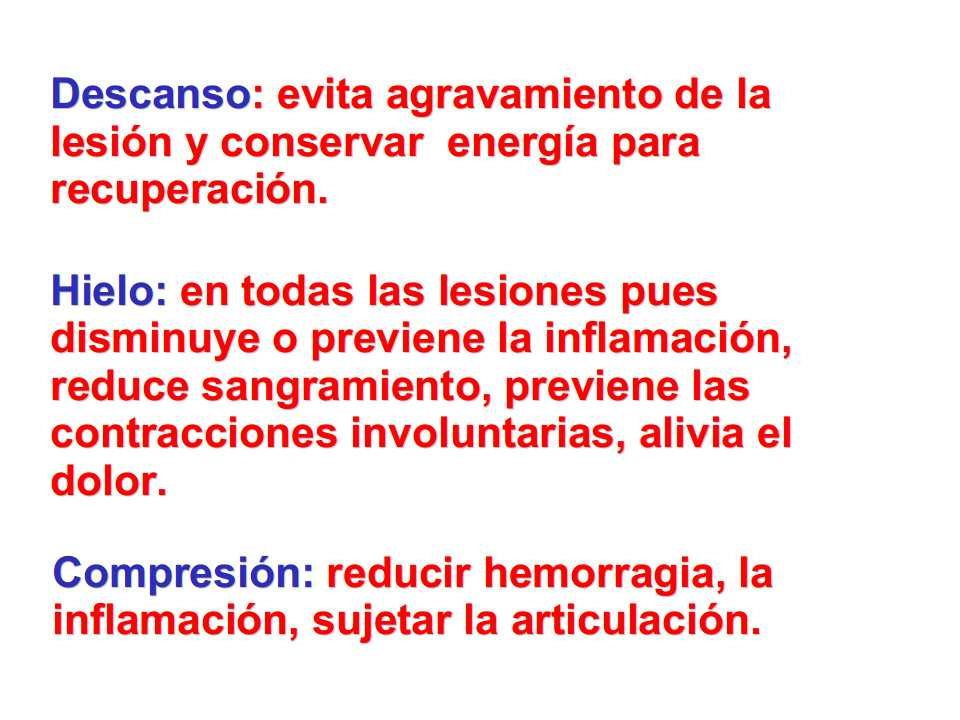 Descanso: evita agravamiento de la
lesión y conservar  energía para
recuperación.
Hielo: en todas las lesiones pues
disminuye o previene la inflamación,
reduce sangramiento, previene las
contracciones involuntarias, alivia el
dolor.
Compresión: reducir hemorragia, la
inflamación, sujetar la articulación.